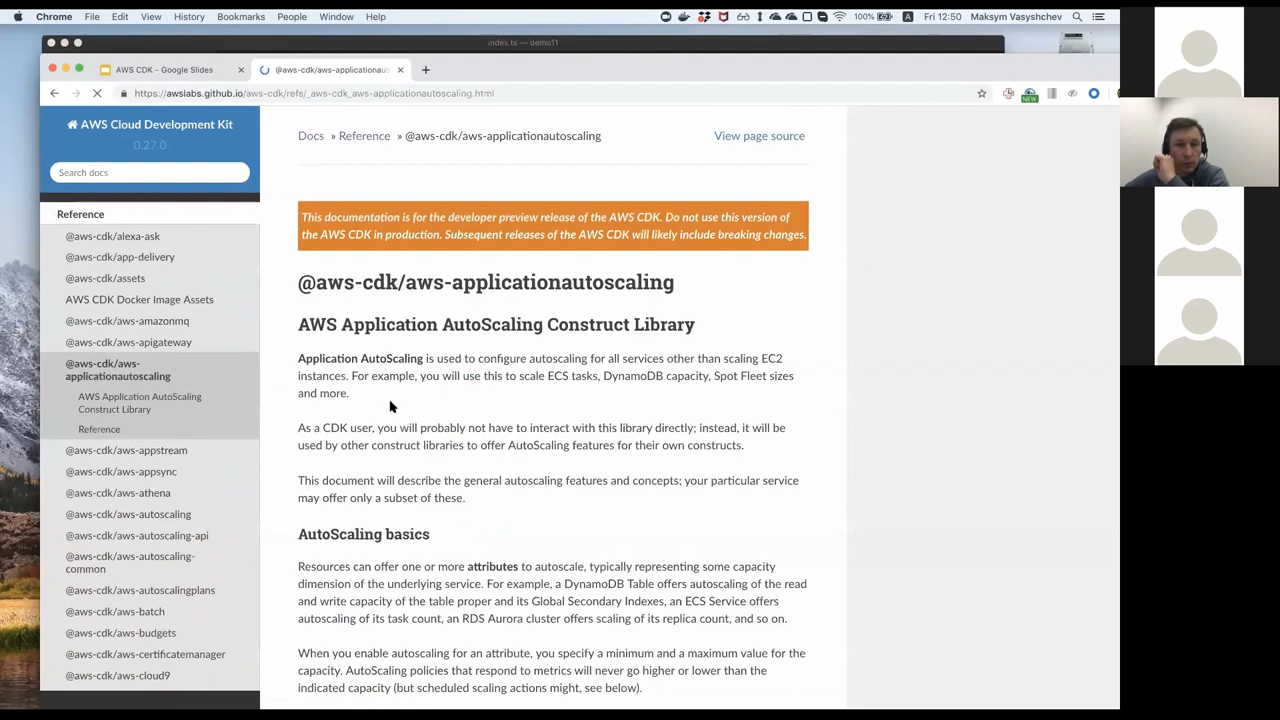 Chrome File Edit View History Bookmarks People Window Help 100% Fri 12:50 Maksym Vasyshchev
index.ts — demo11
AWS CDK - Google Slides
@aws-cdk/aws-applicationauto
https://awslabs.github.io/aws-cdk/refs/_aws-cdk_aws-applicationautoscaling.html
NEW
AWS Cloud Development Kit
0.27.0
Search docs
Reference
@aws-cdk/alexa-ask
@aws-cdk/app-delivery
@aws-cdk/assets
AWS CDK Docker Image Assets
@aws-cdk/aws-amazonmq
@aws-cdk/aws-apigateway
@aws-cdk/aws-
applicationautoscaling
AWS Application AutoScaling
Construct Library
Reference
@aws-cdk/aws-appstream
@aws-cdk/aws-appsync
@aws-cdk/aws-athena
@aws-cdk/aws-autoscaling
@aws-cdk/aws-autoscaling-api
@aws-cdk/aws-autoscaling-
common
@aws-cdk/aws-autoscalingplans
@aws-cdk/aws-batch
@aws-cdk/aws-budgets
@aws-cdk/aws-certificatemanager
@aws-cdk/aws-cloud9
Docs » Reference » @aws-cdk/aws-applicationautoscaling View page source
This documentation is for the developer preview release of the AWS CDK. Do not use this version of
the AWS CDK in production. Subsequent releases of the AWS CDK will likely include breaking changes.
@aws-cdk/aws-applicationautoscaling
AWS Application AutoScaling Construct Library
Application AutoScaling is used to configure autoscaling for all services other than scaling EC2
instances. For example, you will use this to scale ECS tasks, DynamoDB capacity, Spot Fleet sizes
and more.
As a CDK user, you will probably not have to interact with this library directly; instead, it will be
used by other construct libraries to offer AutoScaling features for their own constructs.
This document will describe the general autoscaling features and concepts; your particular service
may offer only a subset of these.
AutoScaling basics
Resources can offer one or more attributes to autoscale, typically representing some capacity
dimension of the underlying service. For example, a DynamoDB Table offers autoscaling of the read
and write capacity of the table proper and its Global Secondary Indexes, an ECS Service offers
autoscaling of its task count, an RDS Aurora cluster offers scaling of its replica count, and so on.
When you enable autoscaling for an attribute, you specify a minimum and a maximum value for the
capacity. AutoScaling policies that respond to metrics will never go higher or lower than the
indicated capacity (but scheduled scaling actions might, see below).